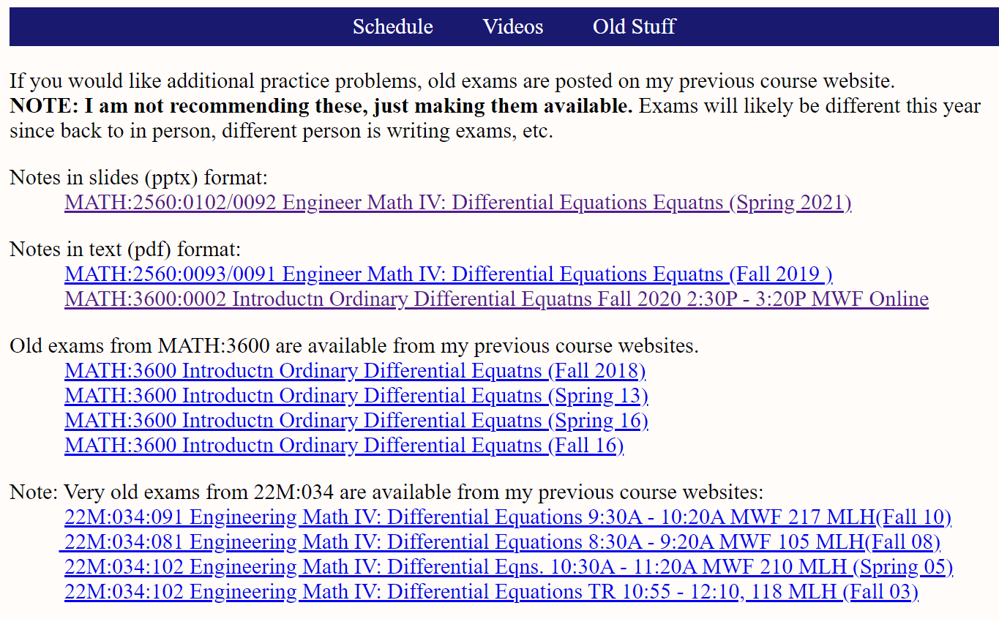 Schedule Videos Old Stuff
If you would like additional practice problems, old exams are posted on my previous course website.
NOTE: I am not recommending these, just making them available. Exams will likely be different this year
since back to in person, different person is writing exams, etc.
Notes in slides (pptx) format:
MATH:2560:0102/0092 Engineer Math IV: Differential Equations Equatns (Spring 2021)
Notes in text (pdf) format:
MATH:2560:0093/0091 Engineer Math IV: Differential Equations Equatns (Fall 2019 )
MATH:3600:0002 Introductn Ordinary Differential Equatns Fall 2020 2:30P - 3:20P MWF Online
Old exams from MATH:3600 are available from my previous course websites.
MATH:3600 Introductn Ordinary Differential Equatns (Fall 2018)
MATH:3600 Introductn Ordinary Differential Equatns (Spring 13)
MATH:3600 Introductn Ordinary Differential Equatns (Spring 16)
MATH:3600 Introductn Ordinary Differential Equatns (Fall 16)
Note: Very old exams from 22M:034 are available from my previous course websites:
22M:034:091 Engineering Math IV: Differential Equations 9:30A - 10:20A MWF 217 MLH(Fall 10)
22M:034:081 Engineering Math IV: Differential Equations 8:30A - 9:20A MWF 105 MLH(Fall 08)
22M:034:102 Engineering Math IV: Differential Eqns. 10:30A - 11:20A MWF 210 MLH (Spring 05)
22M:034:102 Engineering Math IV: Differential Equations TR 10:55 - 12:10, 118 MLH (Fall 03)